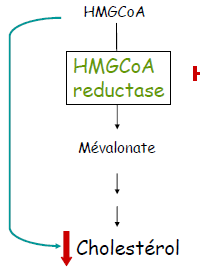 HMGCoA
HMGCoA
reductase
Mévalonate
Cholestérol